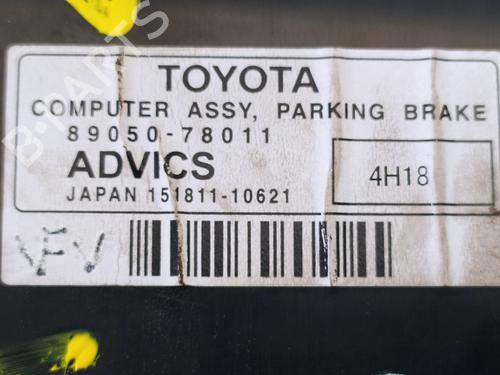 TOYOTA
COMPUTER ASSY, PARKING BRAKE
89050-78011
ADVICS
4H18
JAPAN 151811-10621
B-PARTS